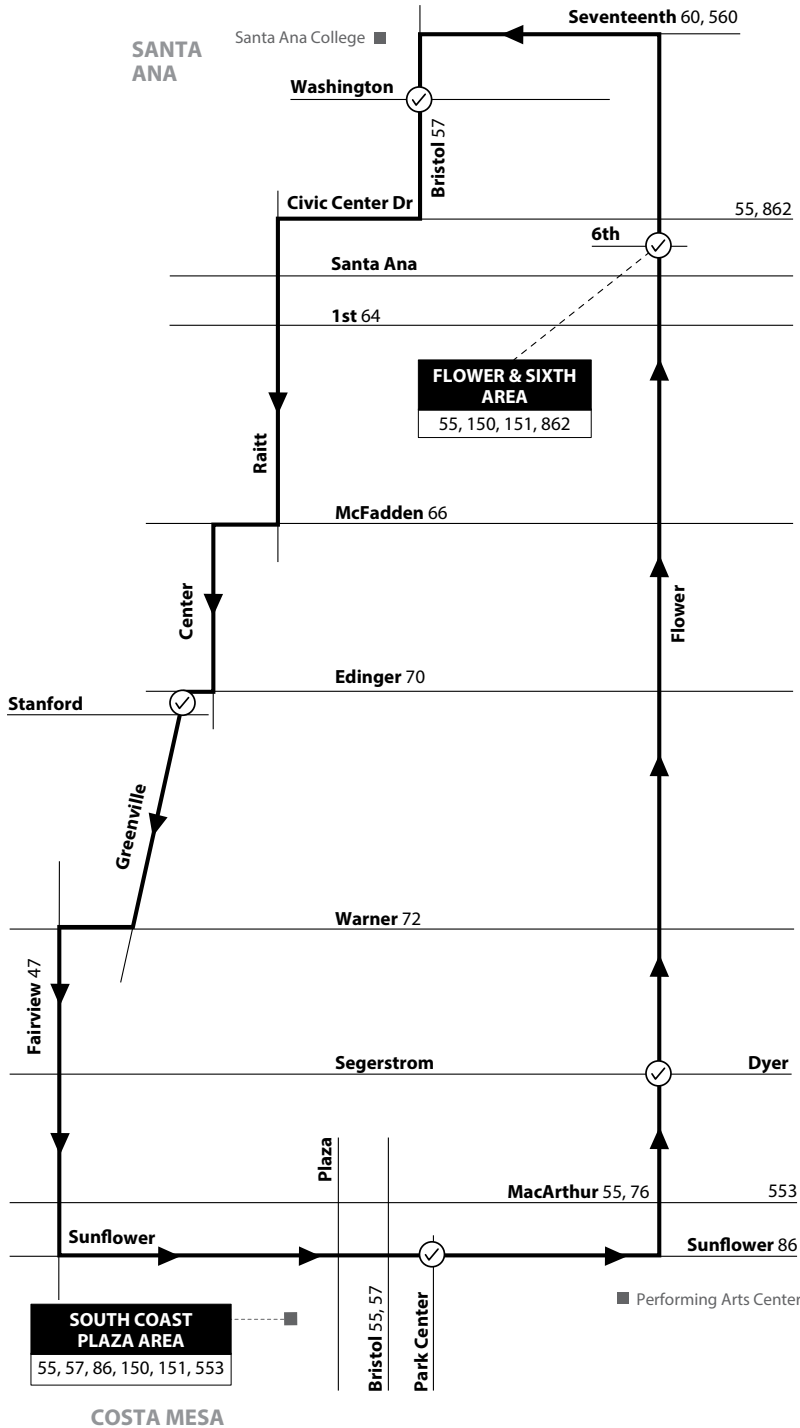 Seventeenth 60, 560
Santa Ana College
SANTA
ANA
Washington
Bristol 57
Civic Center Dr
55, 862
6th
Santa Ana
1st 64
FLOWER & SIXTH
AREA
55, 150, 151, 862
Raitt
McFadden 66
Center
Flower
Edinger 70
Stanford
Greenville
Warner 72
Fairview 47
Segerstrom
Dyer
Plaza
MacArthur 55, 76
553
Sunflower
Sunflower 86
Performing Arts Center
SOUTH COAST
PLAZA AREA
55, 57, 86, 150, 151, 553
Bristol 55, 57
Park Center
COSTA MESA